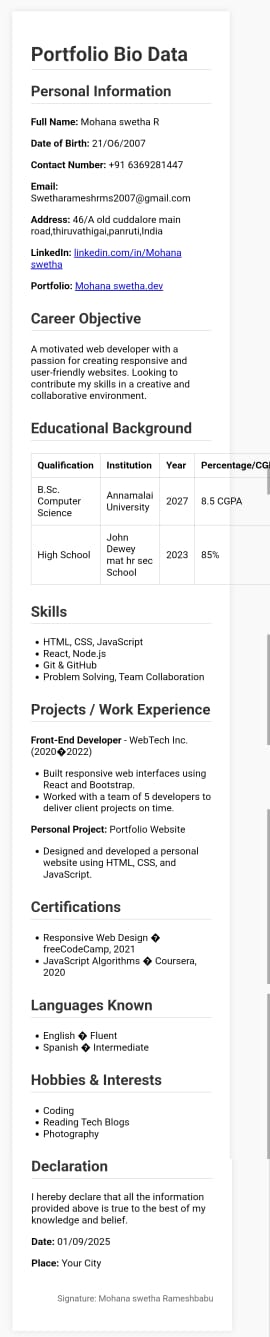 Portfolio Bio Data
Personal Information
Full Name: Mohana swetha R
Date of Birth: 21/O6/2007
Contact Number: +91 6369281447
Email:
Swetharameshrms2007@gmail.com
Address: 46/A old cuddalore main
road,thiruvathigai,panruti,India
LinkedIn: linkedin.com/in/Mohana
swetha
Portfolio: Mohana swetha.dev
Career Objective
A motivated web developer with a
passion for creating responsive and
user-friendly websites. Looking to
contribute my skills in a creative and
collaborative environment.
Educational Background
Qualification Institution Year Percentage/CG
B.Sc.
Computer
Science
Annamalai
University
2027
8.5 CGPA
High School
John
Dewey
mat hr sec
School
2023
85%
Skills
• HTML, CSS, JavaScript
• React, Node.js
• Git & GitHub
• Problem Solving, Team Collaboration
Projects / Work Experience
Front-End Developer - WebTech Inc.
(2020�2022)
• Built responsive web interfaces using
React and Bootstrap.
• Worked with a team of 5 developers to
deliver client projects on time.
Personal Project: Portfolio Website
• Designed and developed a personal
website using HTML, CSS, and
JavaScript.
Certifications
• Responsive Web Design �
freeCodeCamp, 2021
• JavaScript Algorithms � Coursera,
2020
Languages Known
• English � Fluent
• Spanish � Intermediate
Hobbies & Interests
• Coding
• Reading Tech Blogs
• Photography
Declaration
I hereby declare that all the information
provided above is true to the best of my
knowledge and belief.
Date: 01/09/2025
Place: Your City
Signature: Mohana swetha Rameshbabu